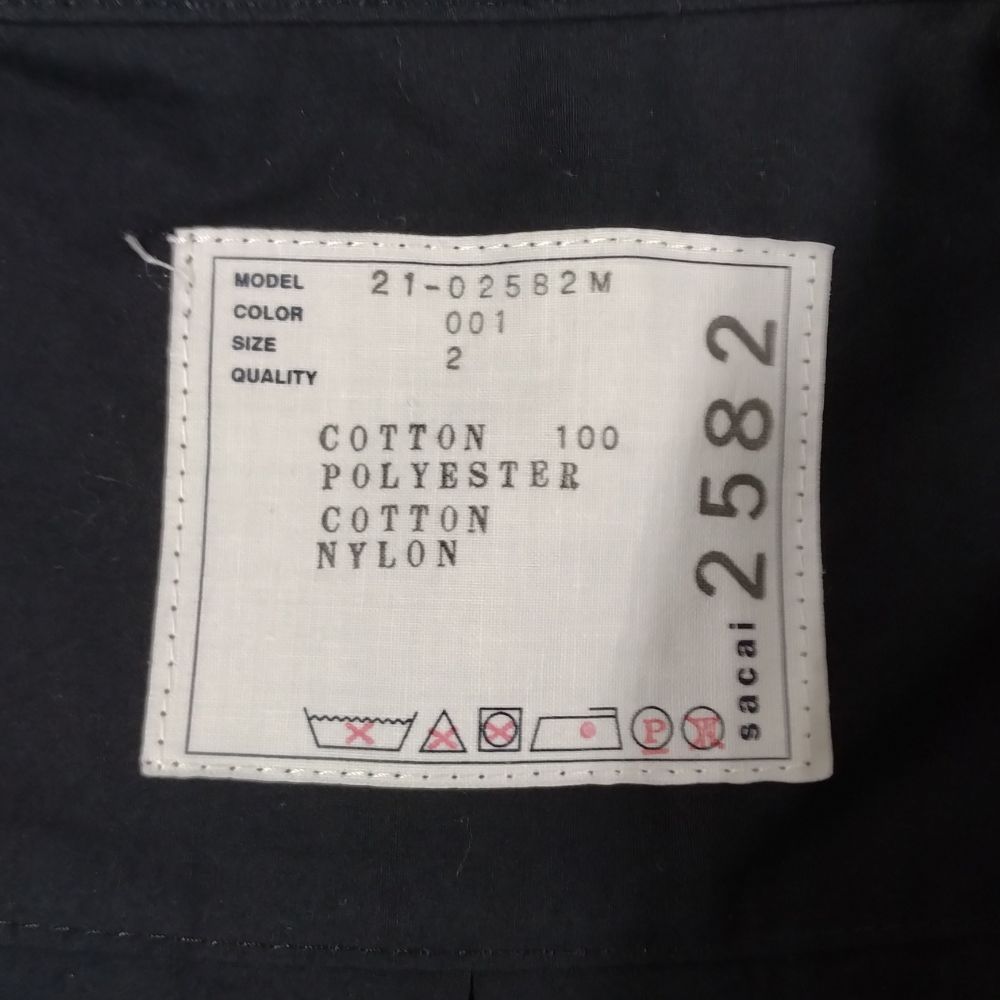 MODEL 21-02582M
COLOR 001
SIZE 2
QUALITY
COTTON 100
POLYESTER
COTTON
NYLON
P
W
sacai 2582